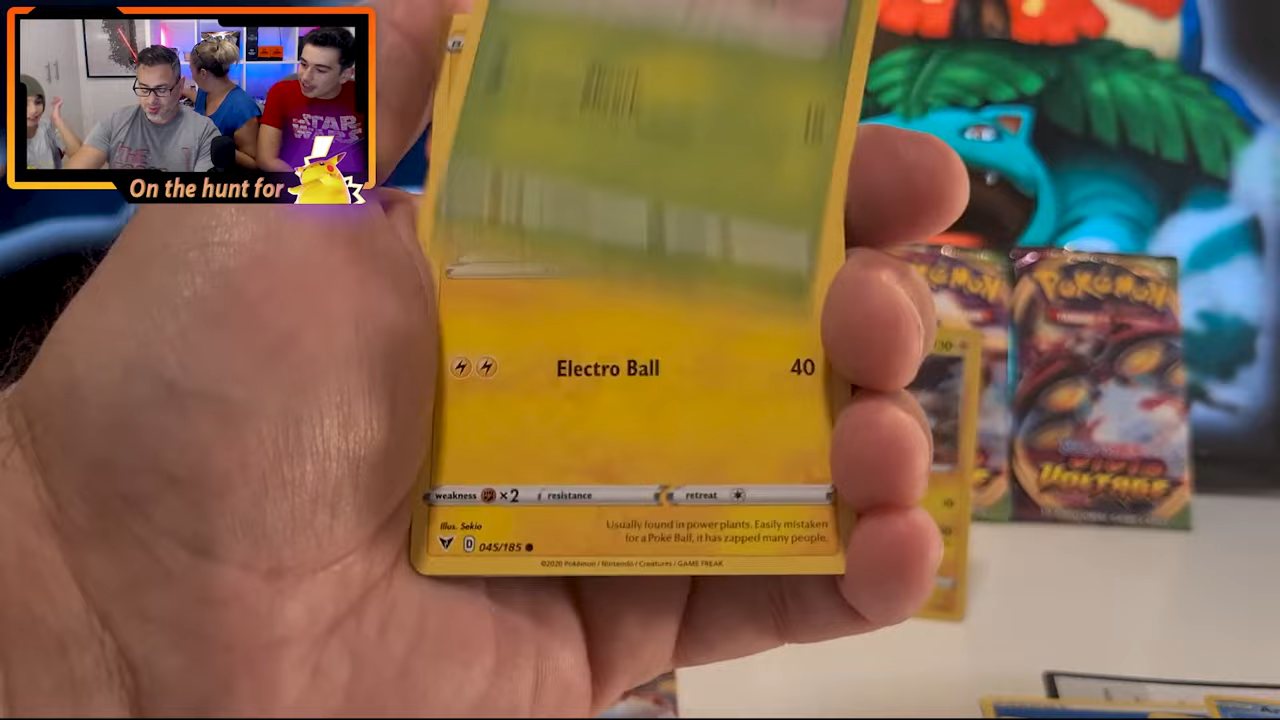 STAR
WARS
On the hunt for
Electro Ball 40
weakness ×2 resistance retreat
Illus. Sekio
Usually found in power plants. Easily mistaken
for a Poké Ball, it has zapped many people.
D 045/185
©2020 Pokémon / Nintendo / Creatures / GAME FREAK
POKÉMON
VOLTAGE